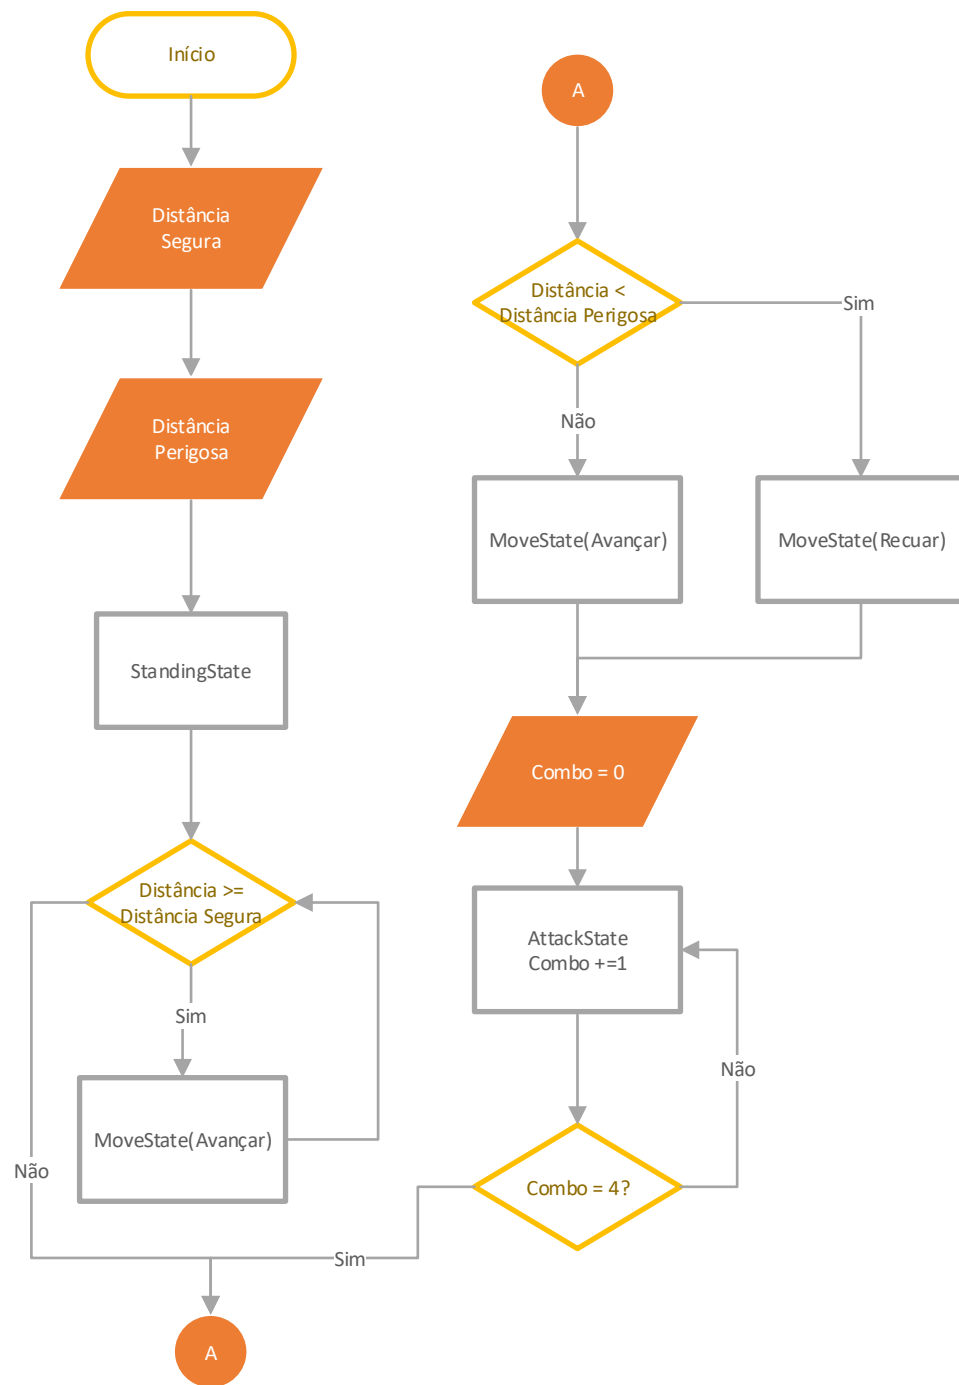 Início
Distância
Segura
Distância
Perigosa
StandingState
Distância >=
Distância Segura
Sim
MoveState(Avançar)
Não
A
A
Distância <
Distância Perigosa
Sim
Não
MoveState(Avançar)
MoveState(Recuar)
Combo = 0
AttackState
Combo +=1
Não
Combo = 4?
Sim